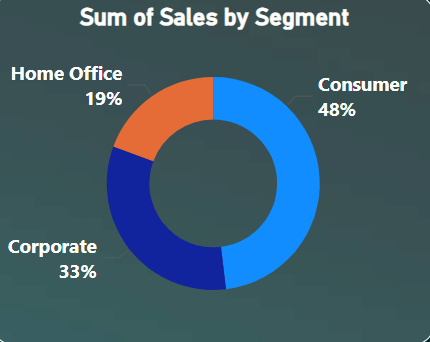 Sum of Sales by Segment
Home Office
19%
Consumer
48%
Corporate
33%